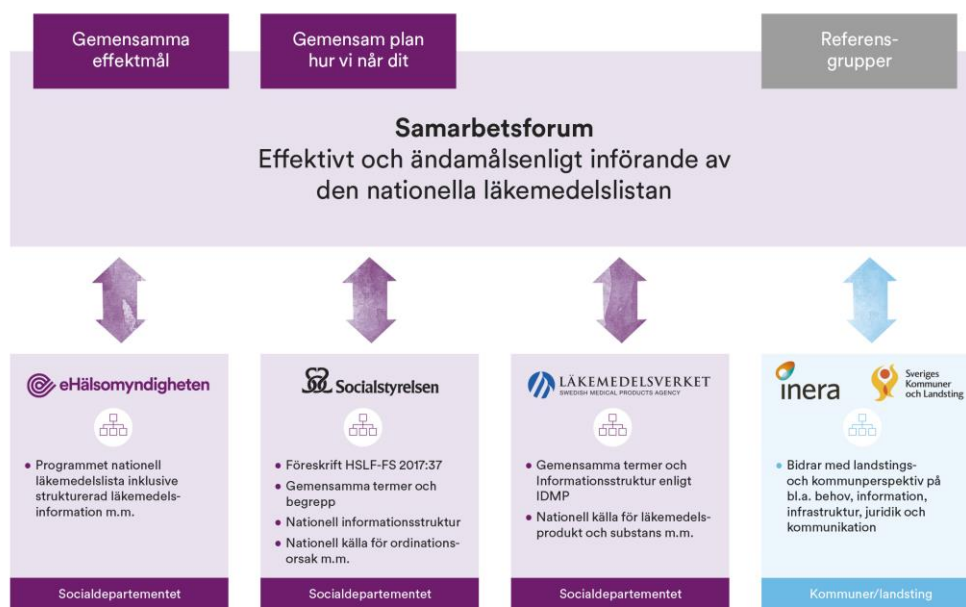 Gemensamma
effektmål
Gemensam plan
hur vi når dit
Referens-
grupper
Samarbetsforum
Effektivt och ändamålsenligt införande av
den nationella läkemedelslistan
eHälsomyndigheten
• Programmet nationell
läkemedelslista inklusive
strukturerad läkemedels-
information m.m.
Socialdepartementet
Socialstyrelsen
• Föreskrift HSLF-FS 2017:37
• Gemensamma termer och
begrepp
• Nationell informationsstruktur
• Nationell källa för ordinations-
orsak m.m.
Socialdepartementet
LÄKEMEDELSVERKET
SWEDISH MEDICAL PRODUCTS AGENCY
• Gemensamma termer och
Informationsstruktur enligt
IDMP
• Nationell källa för läkemedels-
produkt och substans m.m.
Socialdepartementet
inera
Sveriges
Kommuner
och Landsting
• Bidrar med landstings-
och kommunperspektiv på
bl.a. behov, information,
infrastruktur, juridik och
kommunikation
Kommuner/landsting